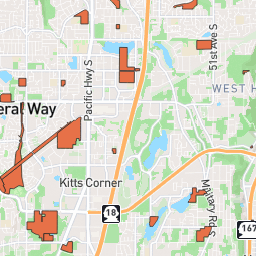 51st Ave S
Pacific Hwy S
WEST H
eral Way
Kitts Corner
Military Rd S
18
167